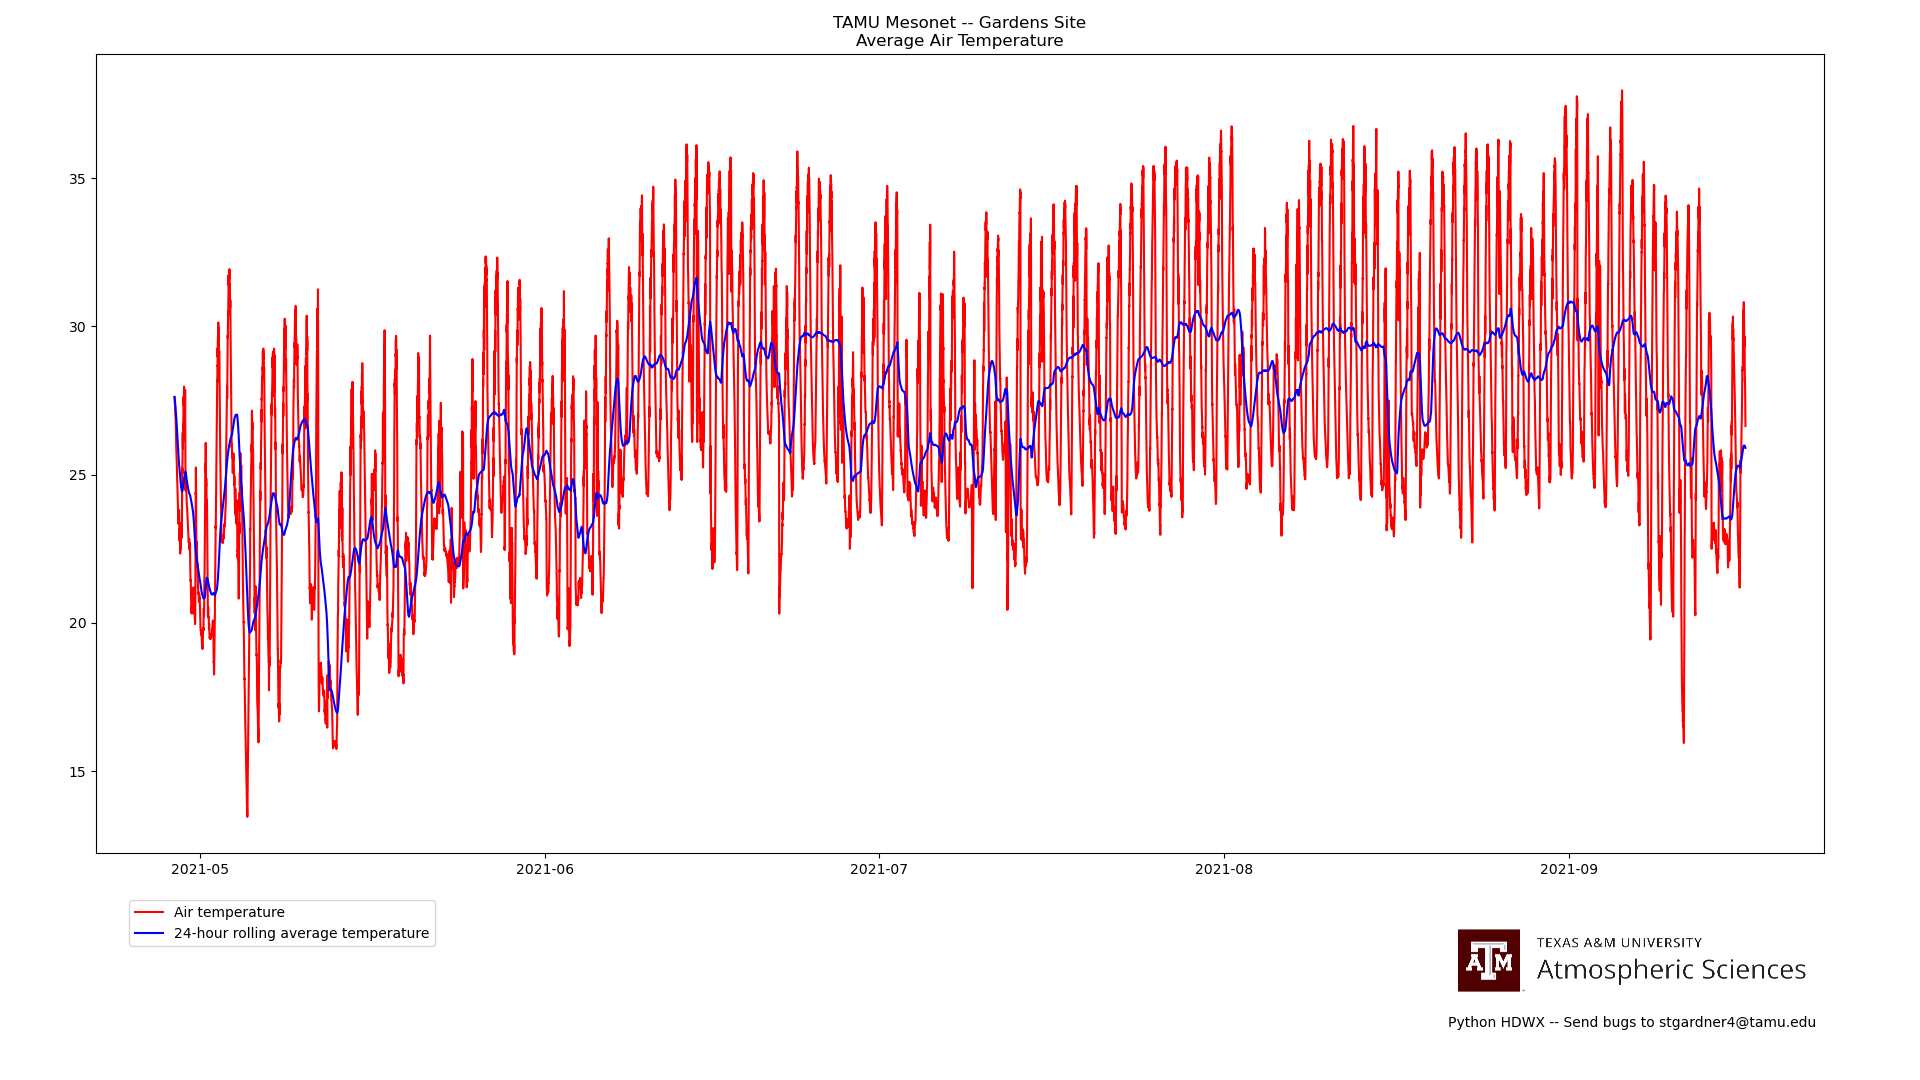 TAMU Mesonet -- Gardens Site
Average Air Temperature
35
30
25
20
15
2021-05
2021-06
2021-07
2021-08
2021-09
Air temperature
24-hour rolling average temperature
ATM
TEXAS A&M UNIVERSITY
Atmospheric Sciences
Python HDWX -- Send bugs to stgardner4@tamu.edu